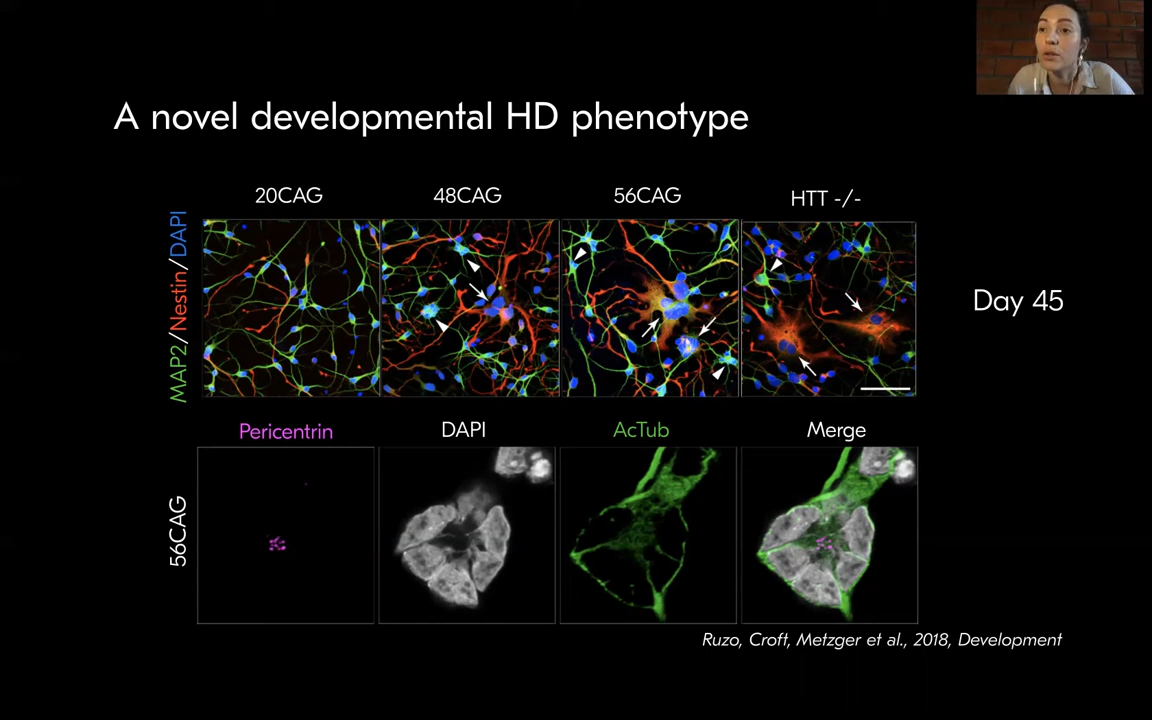 A novel developmental HD phenotype
20CAG
48CAG
56CAG
HTT -/-
MAP2/Nestin/DAPI
Day 45
Pericentrin
DAPI
AcTub
Merge
56CAG
Ruzo, Croft, Metzger et al., 2018, Development